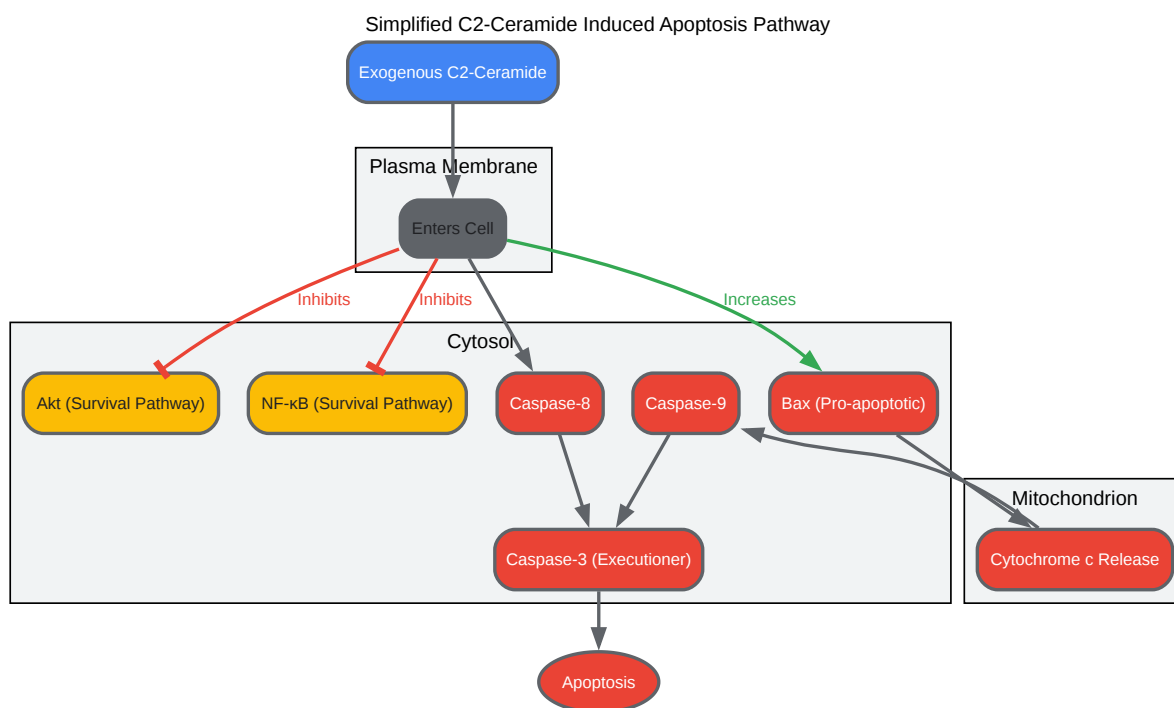 Simplified C2-Ceramide Induced Apoptosis Pathway
Exogenous C2-Ceramide
Plasma Membrane
Enters Cell
Inhibits
Inhibits
Increases
Cytosol
Akt (Survival Pathway)
NF-κB (Survival Pathway)
Caspase-8
Caspase-9
Bax (Pro-apoptotic)
Mitochondrion
Caspase-3 (Executioner)
Cytochrome c Release
Apoptosis